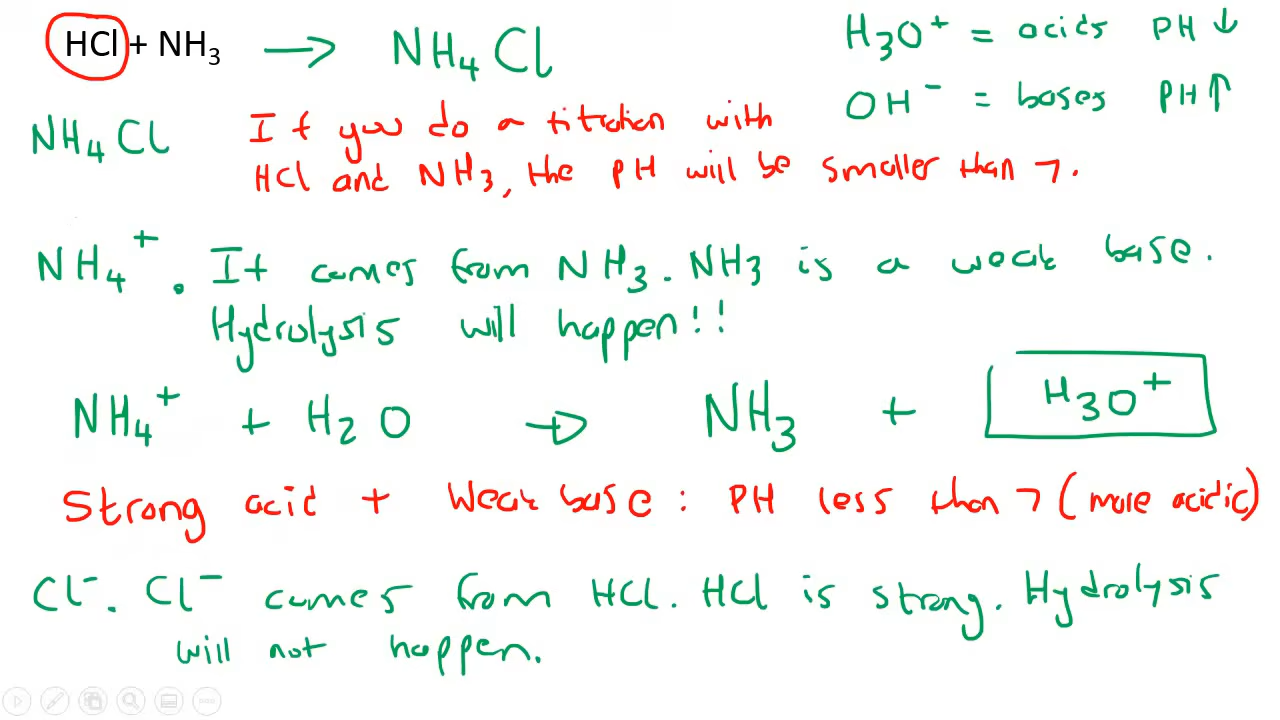 HCl + NH₃ → NH₄Cl
H₃O⁺ = acids PH ↓
OH⁻ = bases PH ↑
NH₄Cl
If you do a titration with
HCl and NH₃, the pH will be smaller than 7.
NH₄⁺. It comes from NH₃. NH₃ is a weak base.
Hydrolysis will happen!!
NH₄⁺ + H₂O → NH₃ + H₃O⁺
Strong acid + Weak base: PH less than 7 (more acidic)
Cl⁻. Cl⁻ comes from HCl. HCl is strong. Hydrolysis
will not happen.